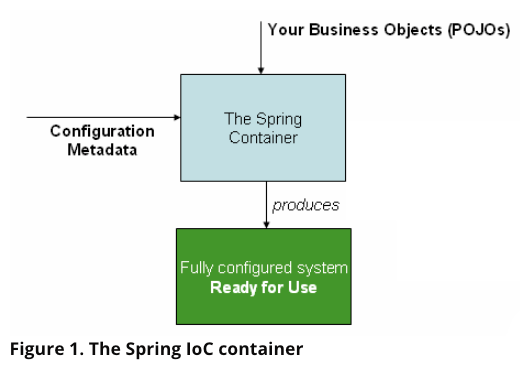 Your Business Objects (POJOs)
The Spring
Container
Configuration
Metadata
produces
Fully configured system
Ready for Use
Figure 1. The Spring IoC container